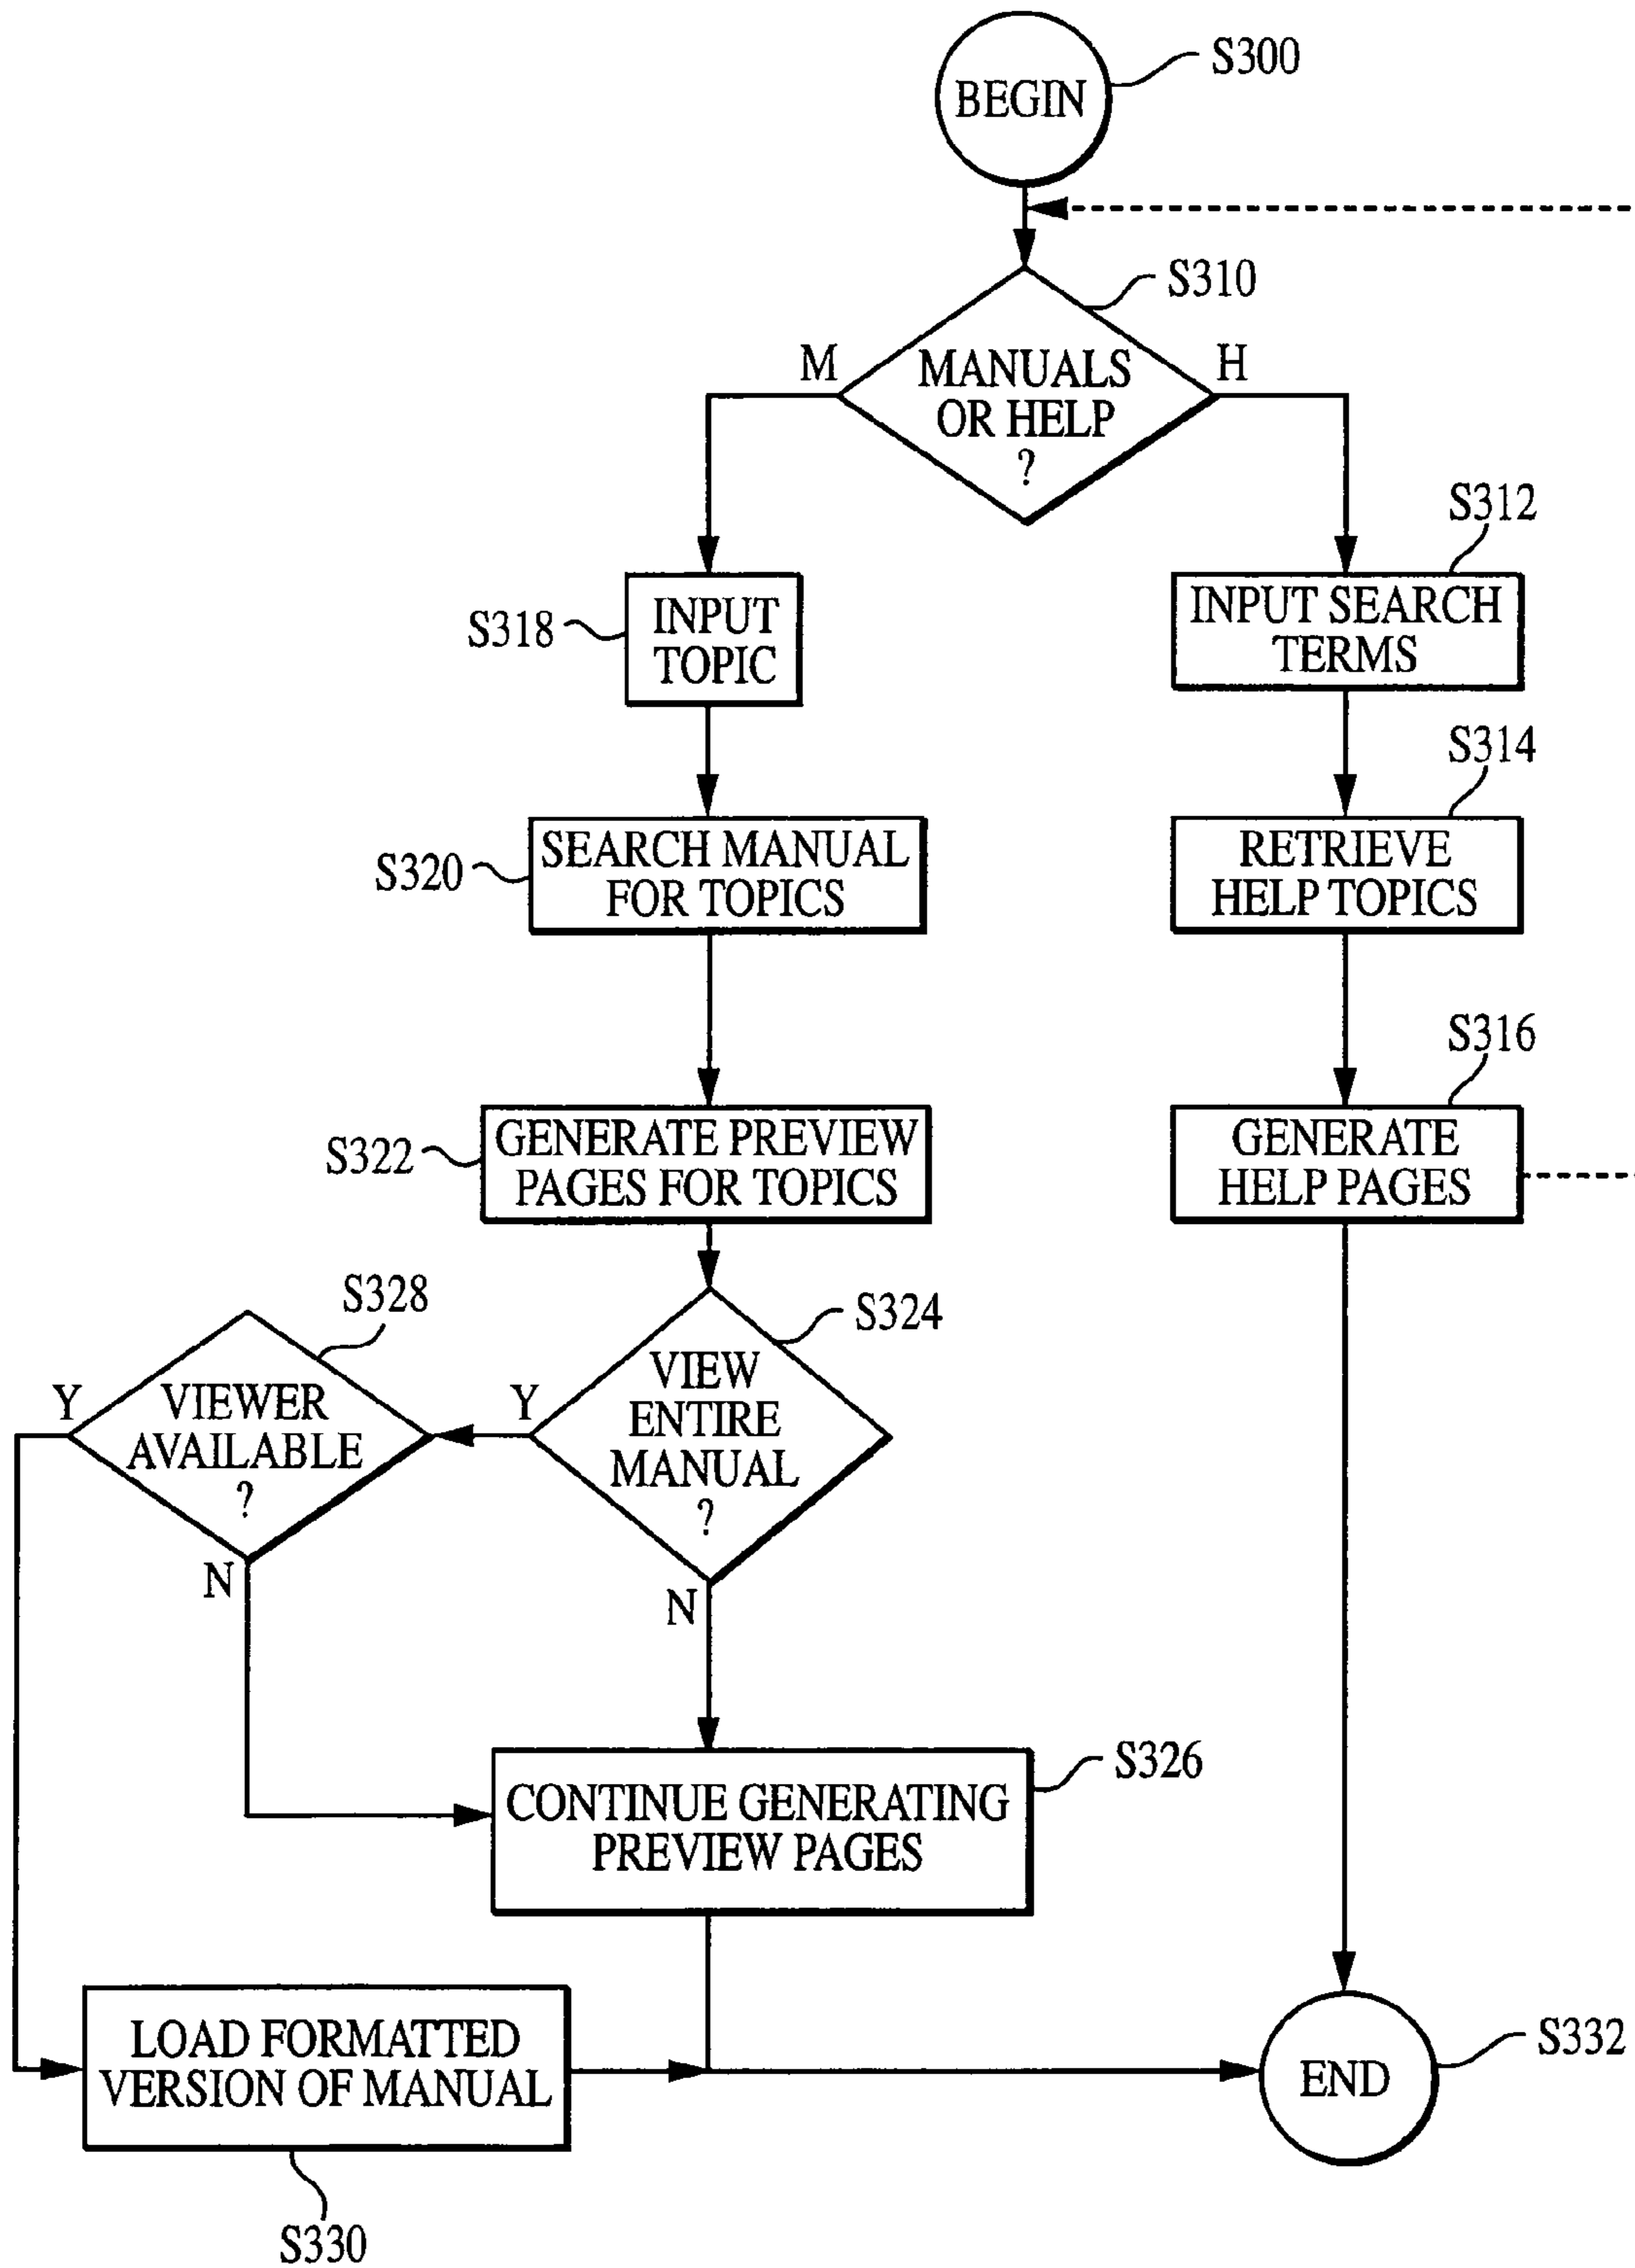 S300
BEGIN
S310
M
MANUALS
OR HELP
?
H
S312
INPUT SEARCH
TERMS
S318
INPUT
TOPIC
S314
RETRIEVE
HELP TOPICS
S320
SEARCH MANUAL
FOR TOPICS
S316
GENERATE
HELP PAGES
S322
GENERATE PREVIEW
PAGES FOR TOPICS
S328
Y
VIEWER
AVAILABLE
?
N
S324
Y
VIEW
ENTIRE
MANUAL
?
N
S326
CONTINUE GENERATING
PREVIEW PAGES
LOAD FORMATTED
VERSION OF MANUAL
S330
S332
END